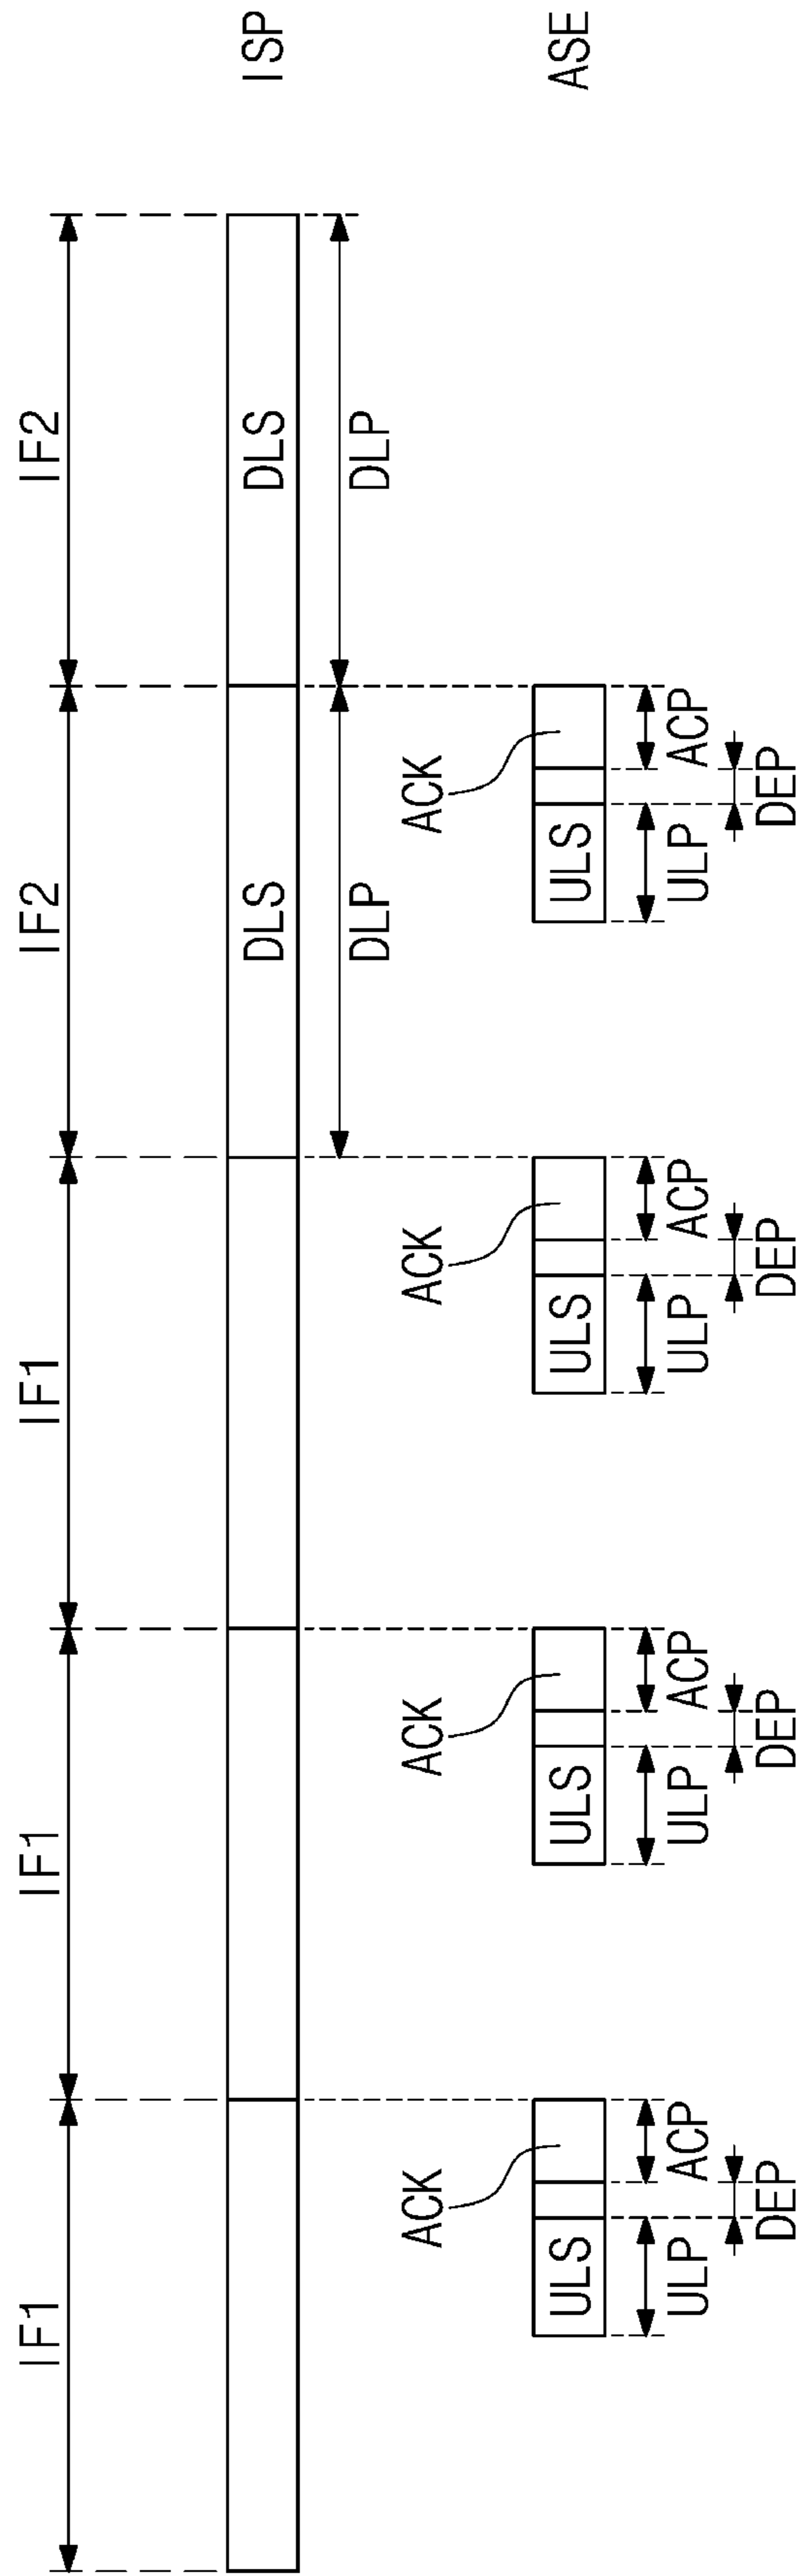 IF1 IF1 IF1 IF2 IF2
DLS DLS ISP
DLP DLP
ACK ACK ACK ACK
ULS ULS ULS ULS ASE
ULP ACP ULP ACP ULP ACP ULP ACP
DEP DEP DEP DEP